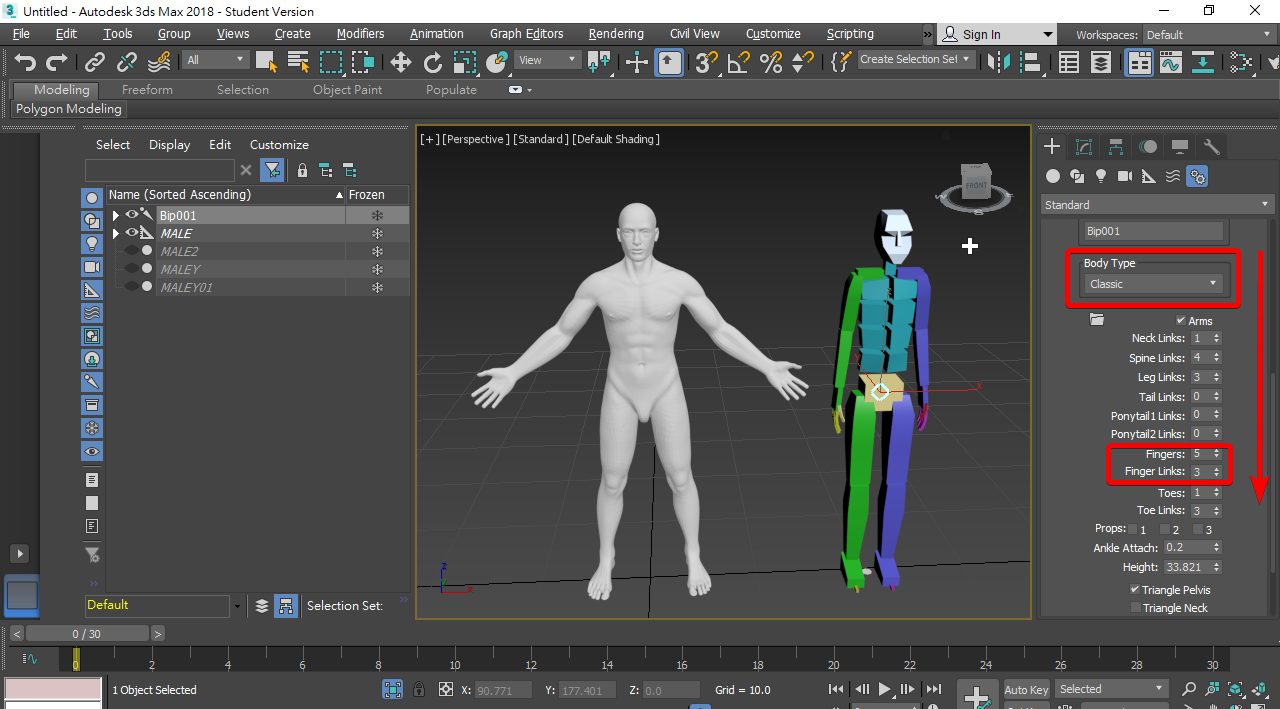 Untitled - Autodesk 3ds Max 2018 - Student Version
File Edit Tools Group Views Create Modifiers Animation Graph Editors Rendering Civil View Customize Scripting » Sign In Workspaces: Default
All View Create Selection Set
Modeling Freeform Selection Object Paint Populate
Polygon Modeling
Select Display Edit Customize
Name (Sorted Ascending) Frozen
Bip001
MALE
MALE2
MALEY
MALEY01
Default Selection Set:
[+] [Perspective ] [Standard ] [Default Shading ]
FRONT
Y
x
z
x
Standard
Bip001
Body Type
Classic
Arms
Neck Links: 1
Spine Links: 4
Leg Links: 3
Tail Links: 0
Ponytail1 Links: 0
Ponytail2 Links: 0
Fingers: 5
Finger Links: 3
Toes: 1
Toe Links: 3
Props: 1 2 3
Ankle Attach: 0.2
Height: 33.821
Triangle Pelvis
Triangle Neck
< 0 / 30 >
0 2 4 6 8 10 12 14 16 18 20 22 24 26 28 30
1 Object Selected X: 90.771 Y: 177.401 Z: 0.0 Grid = 10.0 Auto Key Selected